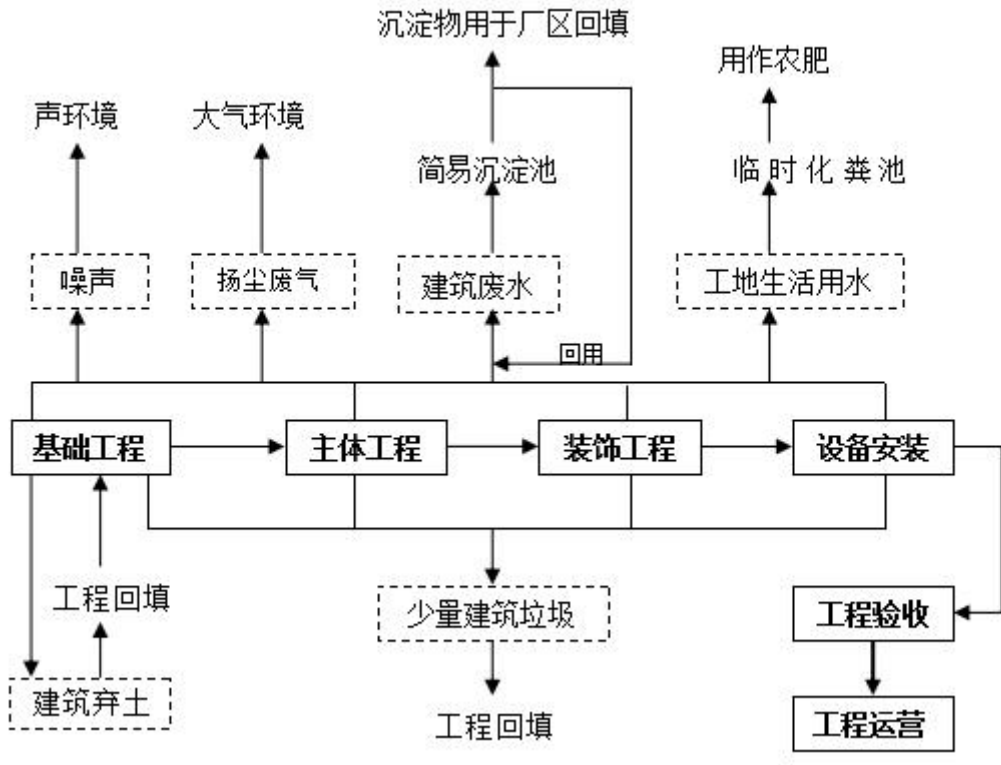 沉淀物用于厂区回填
用作农肥
声环境
大气环境
简易沉淀池
临时化粪池
噪声
扬尘废气
建筑废水
工地生活用水
回用
基础工程
主体工程
装饰工程
设备安装
工程回填
少量建筑垃圾
工程验收
建筑弃土
工程回填
工程运营